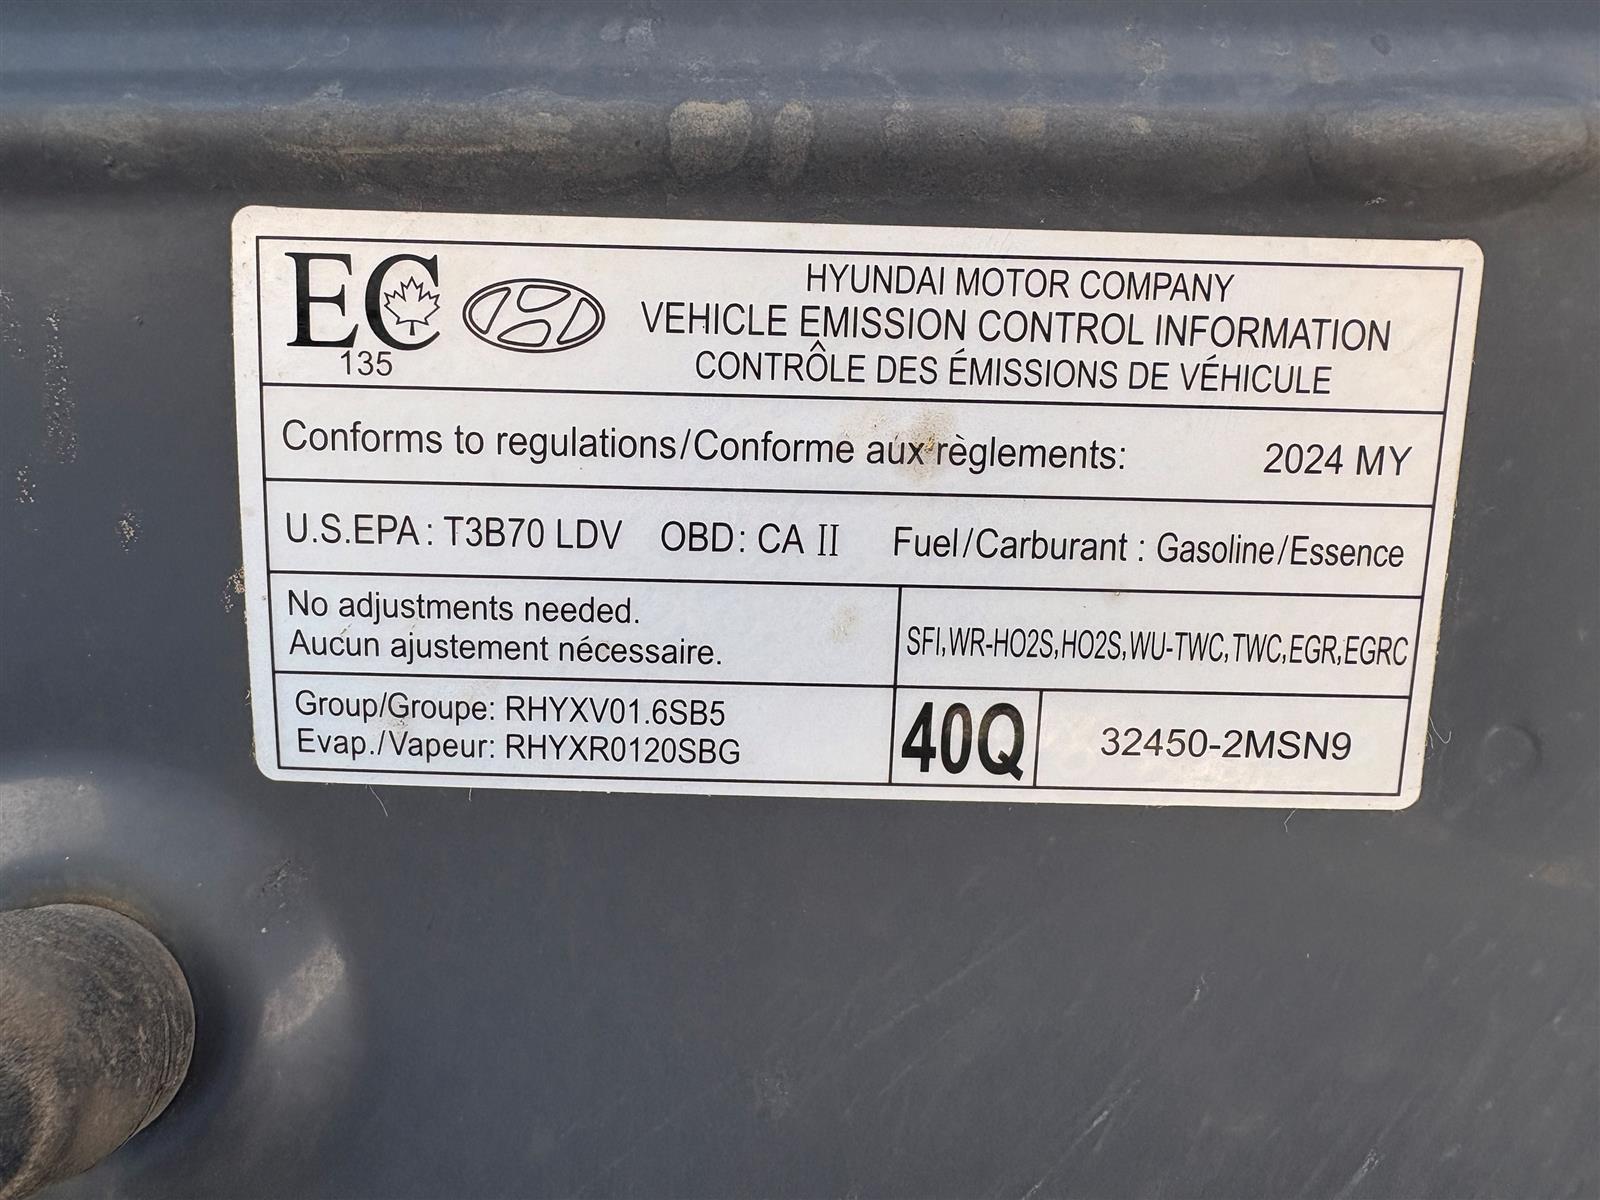 EC
135
HYUNDAI MOTOR COMPANY
VEHICLE EMISSION CONTROL INFORMATION
CONTRÔLE DES ÉMISSIONS DE VÉHICULE
Conforms to regulations/Conforme aux règlements: 2024 MY
U.S.EPA : T3B70 LDV OBD: CA II Fuel/Carburant : Gasoline/Essence
No adjustments needed.
Aucun ajustement nécessaire.
SFI,WR-HO2S,HO2S,WU-TWC,TWC,EGR,EGRC
Group/Groupe: RHYXV01.6SB5
Evap./Vapeur: RHYXR0120SBG
40Q
32450-2MSN9